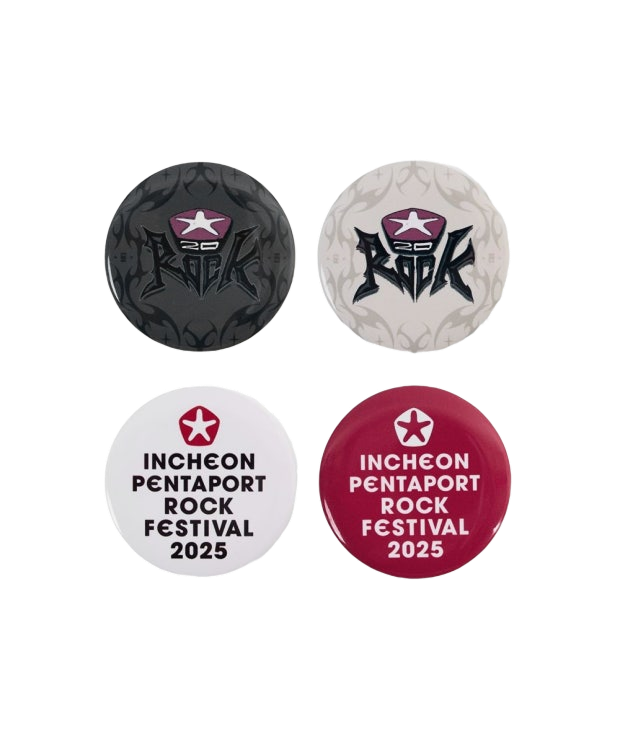 20
ROCK
20
ROCK
INCHEON
PENTAPORT
ROCK
FESTIVAL
2025
INCHEON
PENTAPORT
ROCK
FESTIVAL
2025